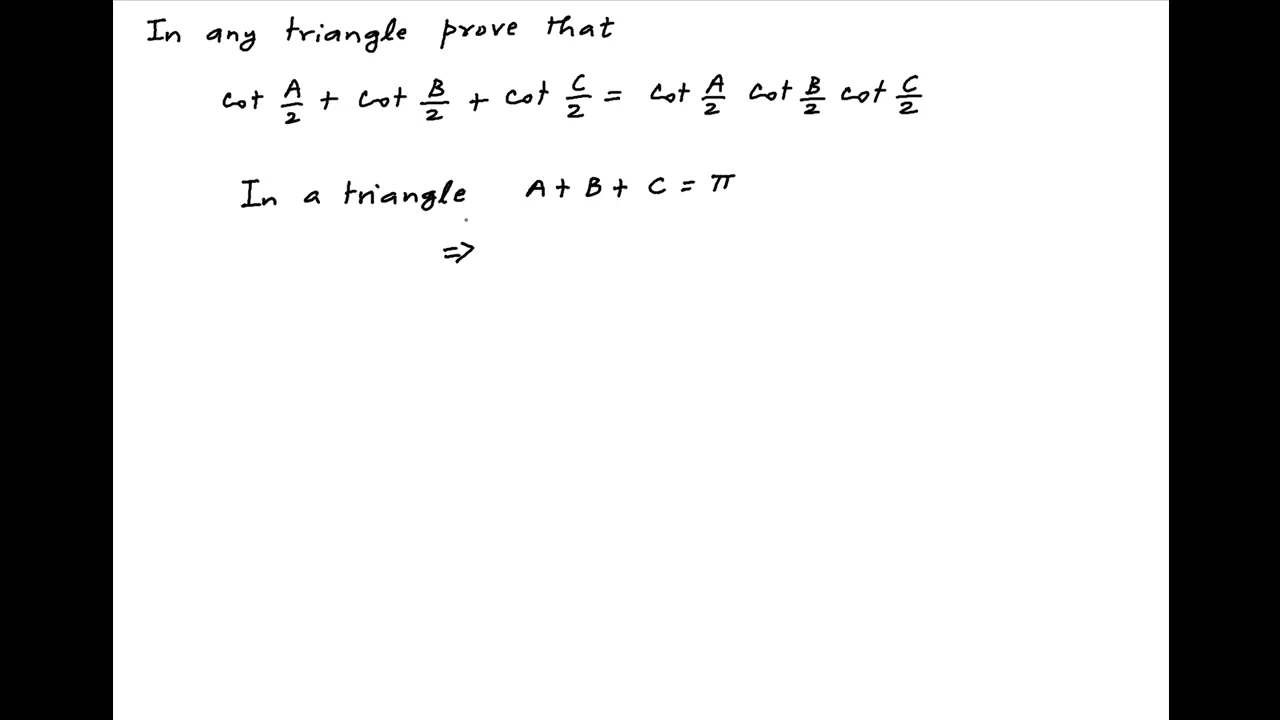 In any triangle prove that
cot A/2 + cot B/2 + cot C/2 = cot A/2 cot B/2 cot C/2
In a triangle A + B + C = π
⇒